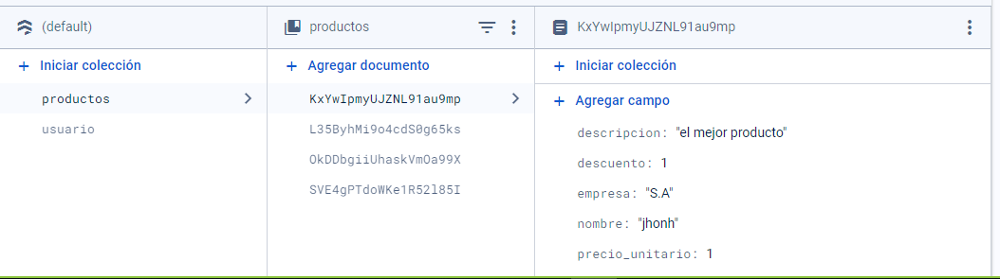 (default)
productos
KxYwIpmyUJZNL91au9mp
+ Iniciar colección
+ Agregar documento
+ Iniciar colección
productos
KxYwIpmyUJZNL91au9mp
+ Agregar campo
usuario
L35ByhMi9o4cdS0g65ks
descripcion: "el mejor producto"
OkDDbgiiUhaskVmOa99X
descuento: 1
SVE4gPTdoWKe1R52l85I
empresa: "S.A"
nombre: "jhonh"
precio_unitario: 1